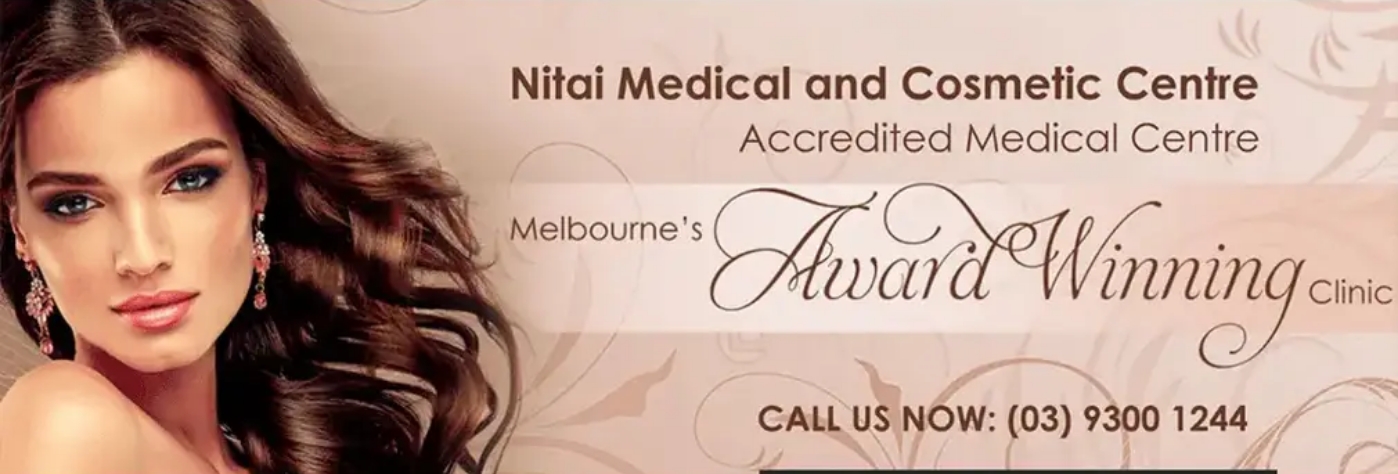 Nitai Medical and Cosmetic Centre
Accredited Medical Centre
Melbourne's Award Winning Clinic
CALL US NOW: (03) 9300 1244